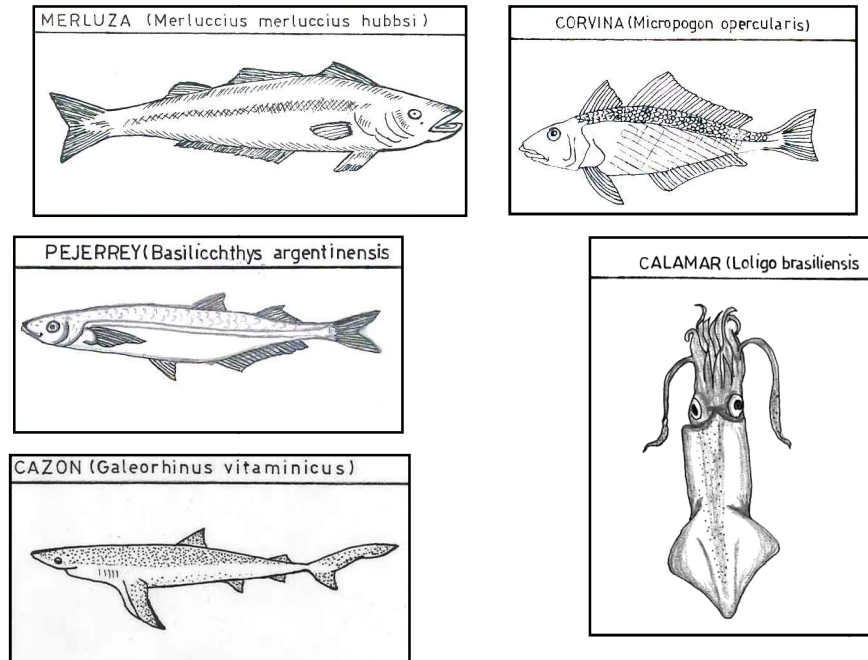 MERLUZA (Merluccius merluccius hubbsi)
CORVINA (Micropogon opercularis)
PEJERREY (Basilicchthys argentinensis
CALAMAR (Loligo brasiliensis
CAZON (Galeorhinus vitaminicus)